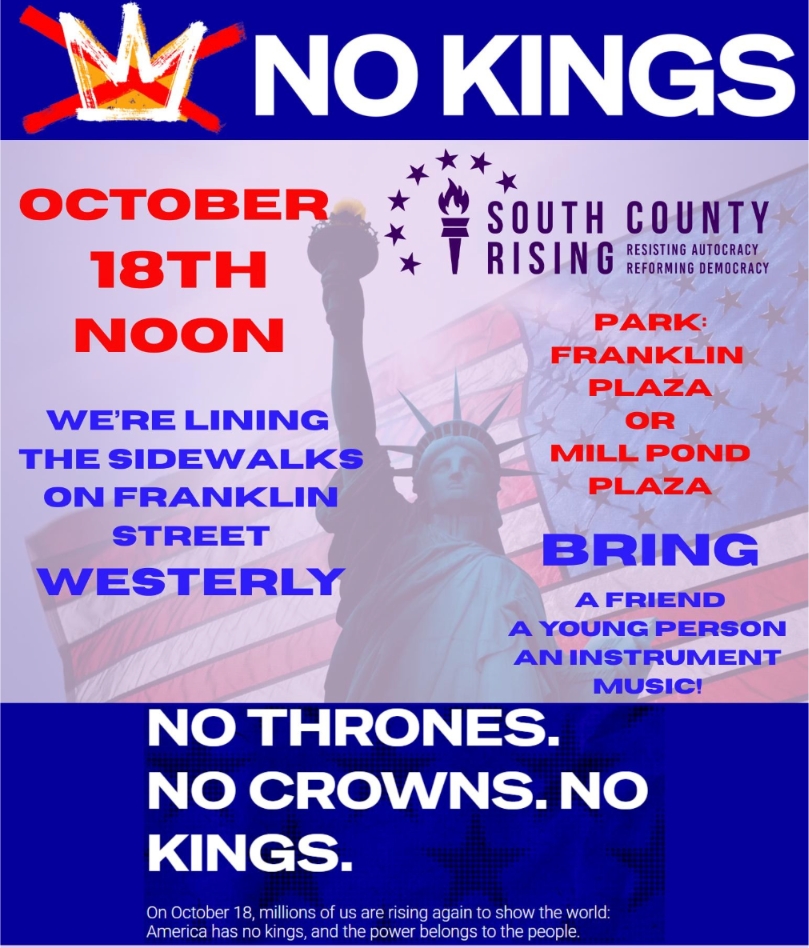 NO KINGS
OCTOBER
18TH
NOON
SOUTH COUNTY
RISING
RESISTING AUTOCRACY
REFORMING DEMOCRACY
WE'RE LINING
THE SIDEWALKS
ON FRANKLIN
STREET
WESTERLY
PARK:
FRANKLIN
PLAZA
OR
MILL POND
PLAZA
BRING
A FRIEND
A YOUNG PERSON
AN INSTRUMENT
MUSIC!
NO THRONES.
NO CROWNS. NO
KINGS.
On October 18, millions of us are rising again to show the world:
America has no kings, and the power belongs to the people.